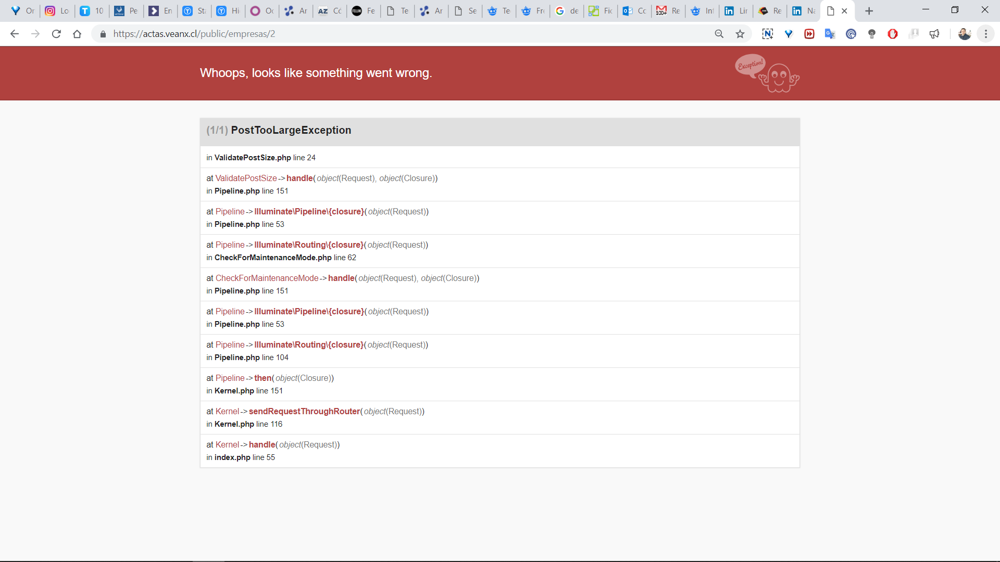 Or
Lo
10
Pe
En
Sta
Hi
Oc
Ar
AZ Có
FELLINI Fe
Te
Ar
Se
Te
Fre
de
Fic
Cc
100+ Re
Int
Lir
Re
Na
https://actas.veanx.cl/public/empresas/2
Whoops, looks like something went wrong.
Exception!
(1/1) PostTooLargeException
in ValidatePostSize.php line 24
at ValidatePostSize->handle(object(Request), object(Closure))
in Pipeline.php line 151
at Pipeline->Illuminate\Pipeline\{closure}(object(Request))
in Pipeline.php line 53
at Pipeline->Illuminate\Routing\{closure}(object(Request))
in CheckForMaintenanceMode.php line 62
at CheckForMaintenanceMode->handle(object(Request), object(Closure))
in Pipeline.php line 151
at Pipeline->Illuminate\Pipeline\{closure}(object(Request))
in Pipeline.php line 53
at Pipeline->Illuminate\Routing\{closure}(object(Request))
in Pipeline.php line 104
at Pipeline->then(object(Closure))
in Kernel.php line 151
at Kernel->sendRequestThroughRouter(object(Request))
in Kernel.php line 116
at Kernel->handle(object(Request))
in index.php line 55